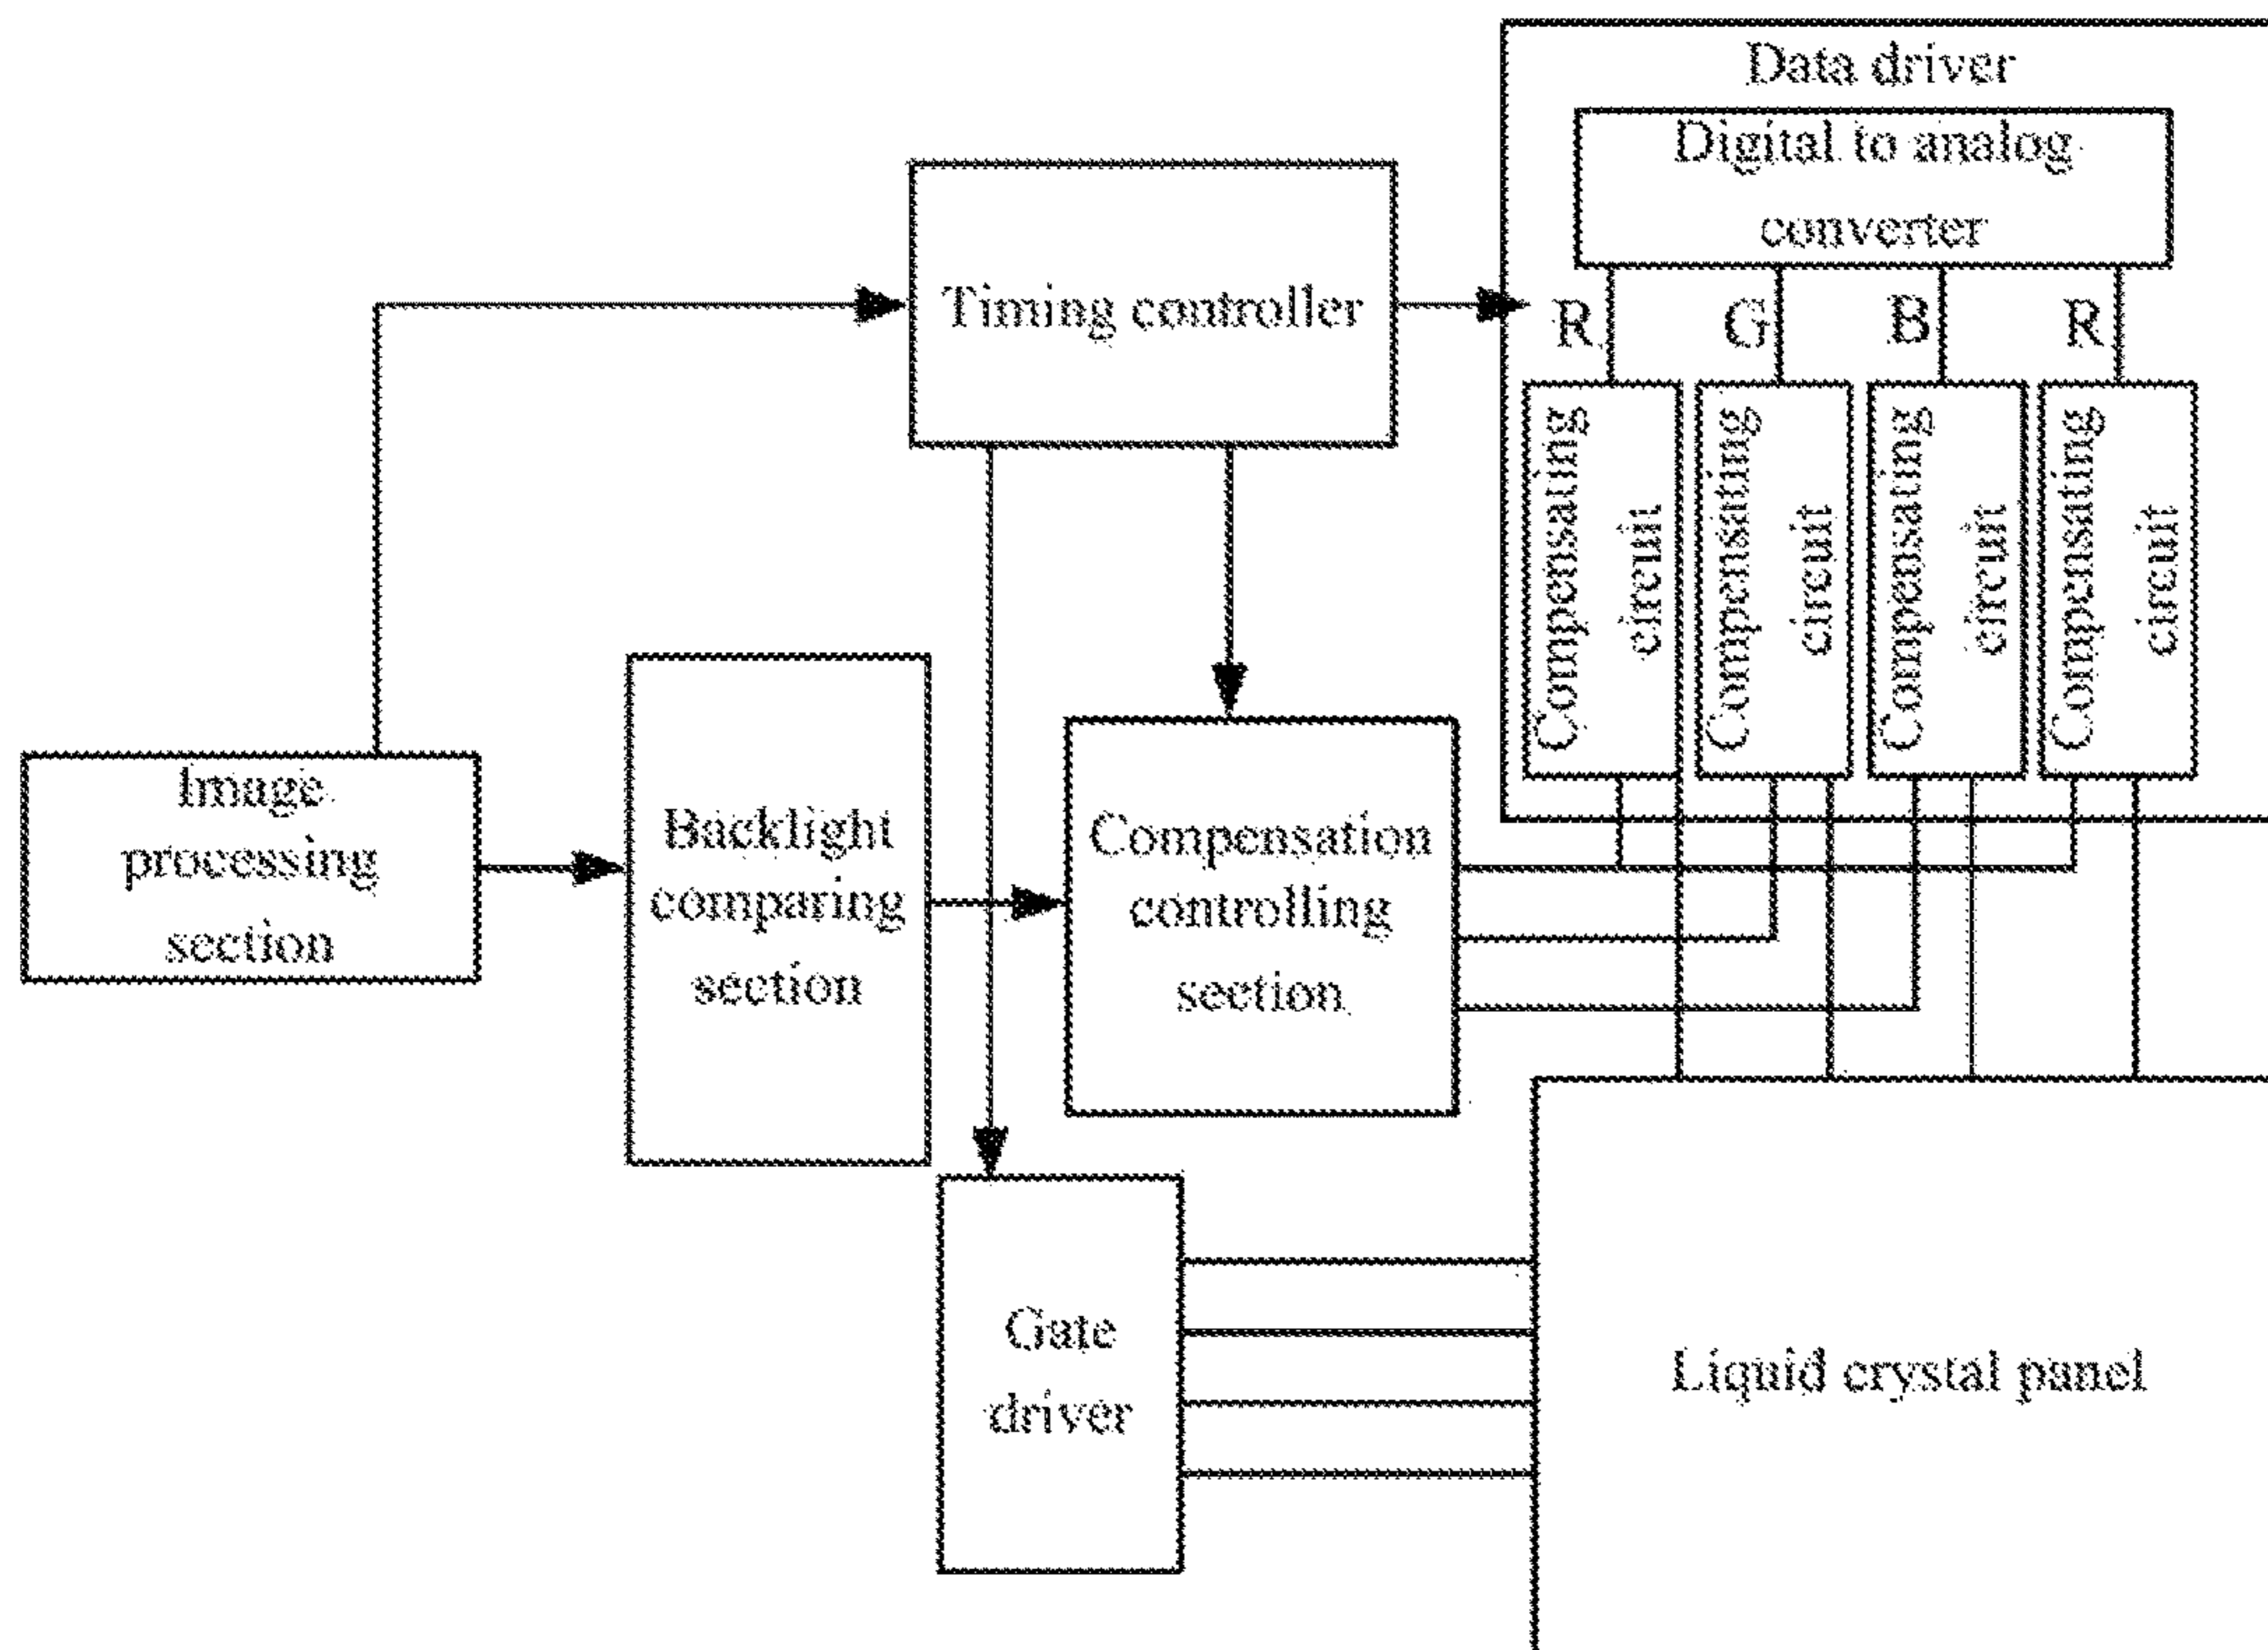 Data driver
Digital to analog
converter
Timing controller
R
G
B
R
Compensating
circuit
Compensating
circuit
Compensating
circuit
Compensating
circuit
Image
processing
section
Backlight
comparing
section
Compensation
controlling
section
Gate
driver
Liquid crystal panel